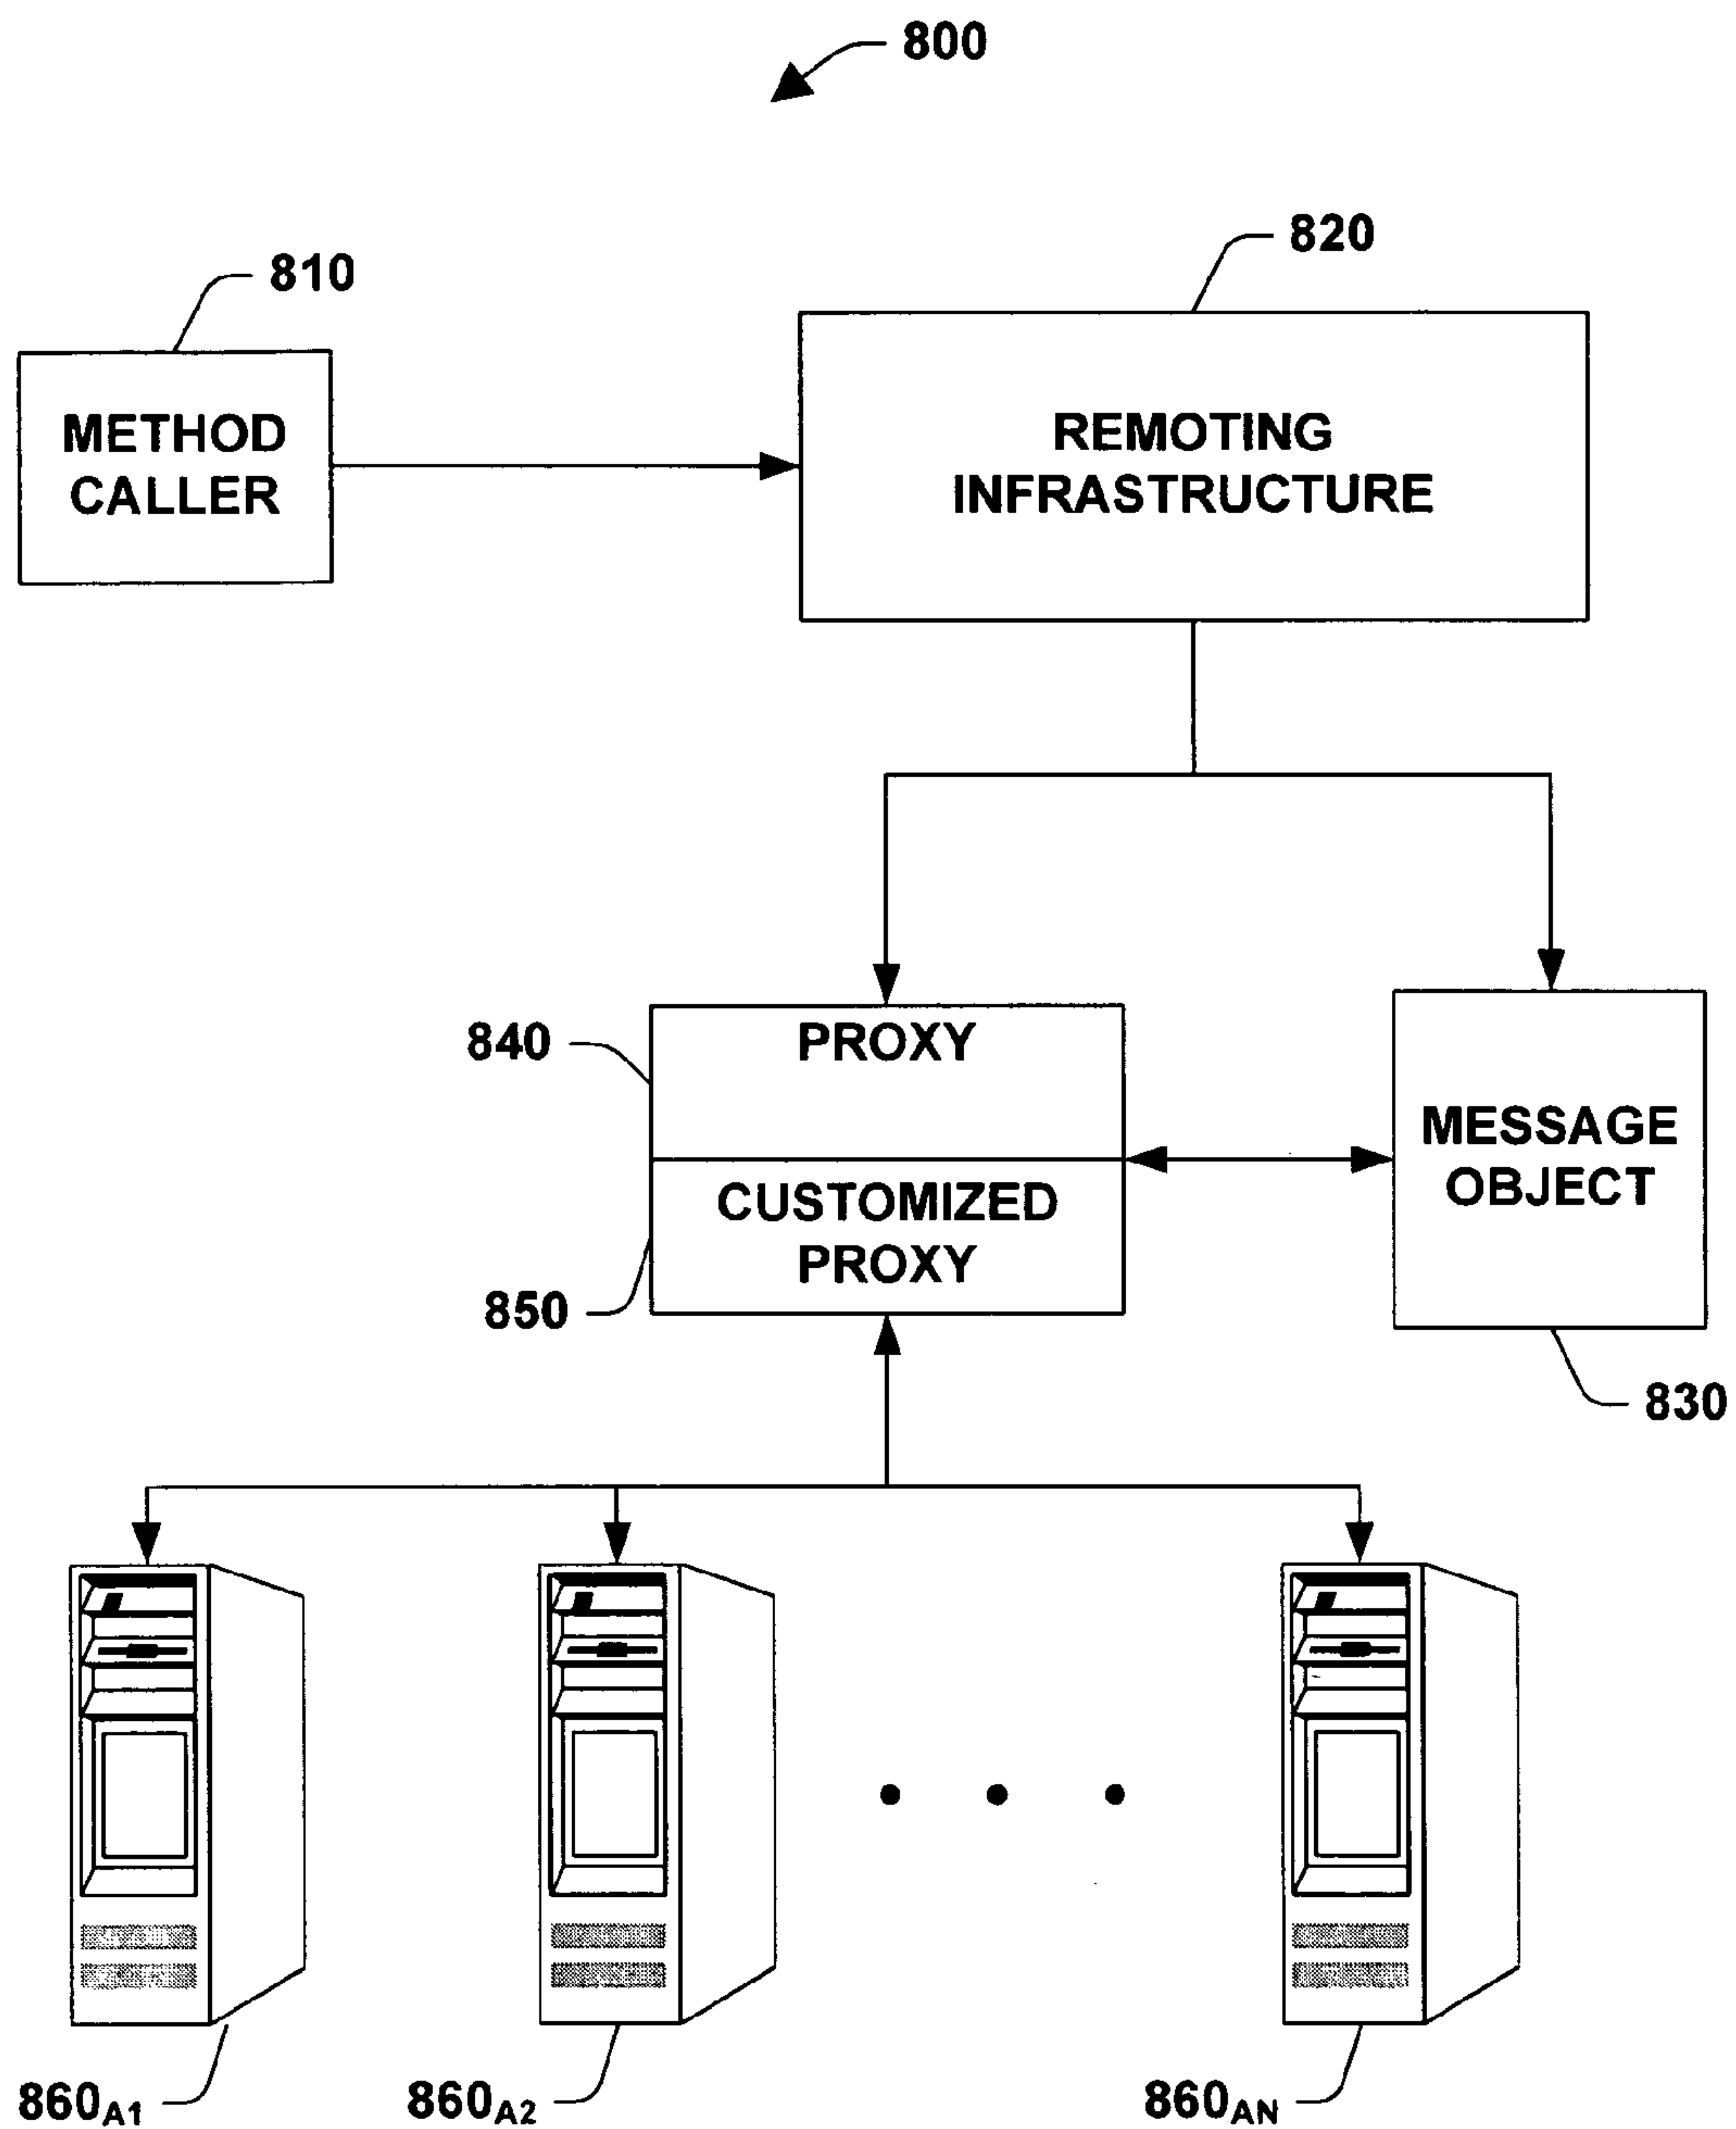 800
820
810
METHOD
CALLER
REMOTING
INFRASTRUCTURE
840
PROXY
MESSAGE
OBJECT
CUSTOMIZED
PROXY
850
830
860A1
860A2
860AN